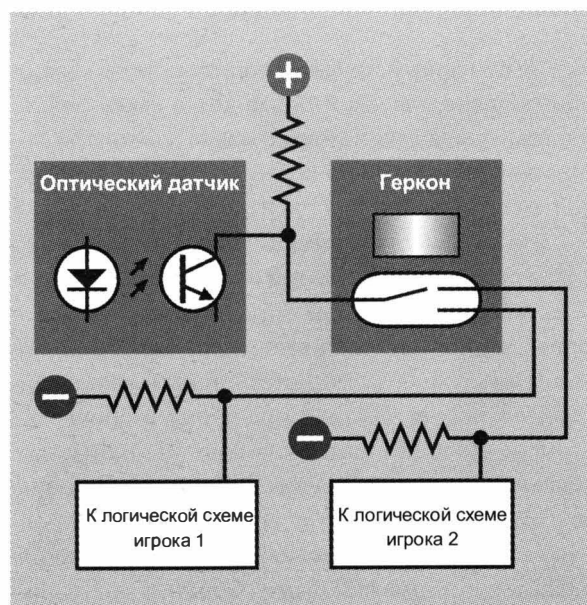 Оптический датчик
Геркон
К логической схеме
игрока 1
К логической схеме
игрока 2